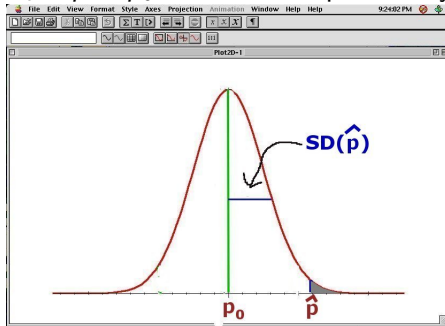 File Edit View Format Style Axes Projection Animation Window Help Help 9:24:02 PM
Σ T
x x X ¶
Plot2D-1
SD(p̂)
p₀ p̂